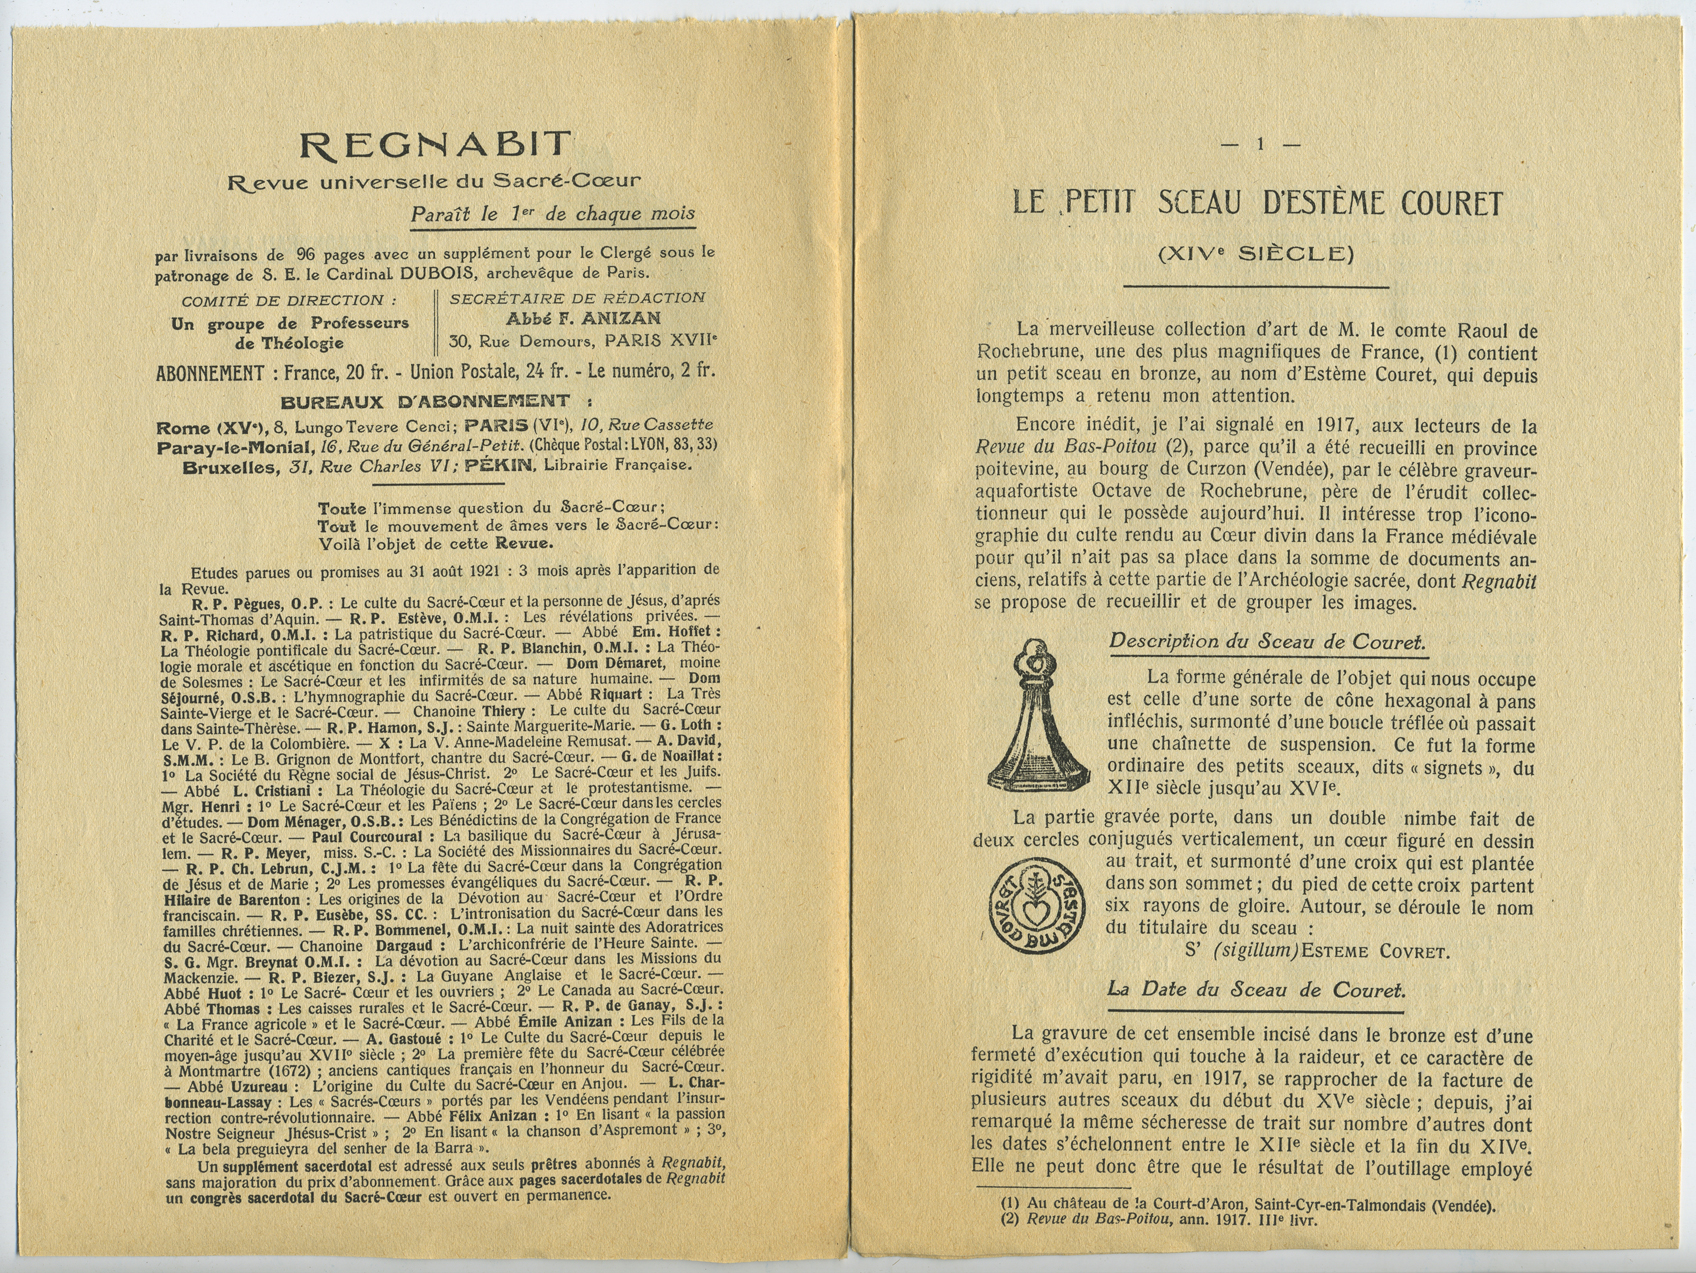 REGNABIT
Revue universelle du Sacré-Cœur
Paraît le 1er de chaque mois
par livraisons de 96 pages avec un supplément pour le Clergé sous le
patronage de S. E. le Cardinal DUBOIS, archevêque de Paris.
COMITÉ DE DIRECTION :
Un groupe de Professeurs
de Théologie
SECRÉTAIRE DE RÉDACTION
Abbé F. ANIZAN
30, Rue Demours, PARIS XVIIe
ABONNEMENT : France, 20 fr. - Union Postale, 24 fr. - Le numéro, 2 fr.
BUREAUX D'ABONNEMENT :
Rome (XVe), 8, Lungo Tevere Cenci; PARIS (VIe), 10, Rue Cassette
Paray-le-Monial, 16, Rue du Général-Petit. (Chèque Postal : LYON, 83, 33)
Bruxelles, 31, Rue Charles VI; PÉKIN, Librairie Française.
Toute l'immense question du Sacré-Cœur;
Tout le mouvement de âmes vers le Sacré-Cœur:
Voilà l'objet de cette Revue.
Etudes parues ou promises au 31 août 1921 : 3 mois après l'apparition de
la Revue.
R. P. Pègues, O.P. : Le culte du Sacré-Cœur et la personne de Jésus, d'aprés
Saint-Thomas d'Aquin. — R. P. Estève, O.M.I. : Les révélations privées. —
R. P. Richard, O.M.I. : La patristique du Sacré-Cœur. — Abbé Em. Hoffet :
La Théologie pontificale du Sacré-Cœur. — R. P. Blanchin, O.M.I. : La Théo-
logie morale et ascétique en fonction du Sacré-Cœur. — Dom Démaret, moine
de Solesmes : Le Sacré-Cœur et les infirmités de sa nature humaine. — Dom
Séjourné, O.S.B. : L'hymnographie du Sacré-Cœur. — Abbé Riquart : La Très
Sainte-Vierge et le Sacré-Cœur. — Chanoine Thiery : Le culte du Sacré-Cœur
dans Sainte-Thérèse. — R. P. Hamon, S.J. : Sainte Marguerite-Marie. — G. Loth :
Le V. P. de la Colombière. — X : La V. Anne-Madeleine Remusat. — A. David,
S.M.M. : Le B. Grignon de Montfort, chantre du Sacré-Cœur. — G. de Noaillat :
1o La Société du Règne social de Jésus-Christ. 2o Le Sacré-Cœur et les Juifs.
— Abbé L. Cristiani : La Théologie du Sacré-Cœur et le protestantisme. —
Mgr. Henri : 1o Le Sacré-Cœur et les Païens ; 2o Le Sacré-Cœur dans les cercles
d'études. — Dom Ménager, O.S.B. : Les Bénédictins de la Congrégation de France
et le Sacré-Cœur. — Paul Courcoural : La basilique du Sacré-Cœur à Jérusa-
lem. — R. P. Meyer, miss. S.-C. : La Société des Missionnaires du Sacré-Cœur.
— R. P. Ch. Lebrun, C.J.M. : 1o La fête du Sacré-Cœur dans la Congrégation
de Jésus et de Marie ; 2o Les promesses évangéliques du Sacré-Cœur. — R. P.
Hilaire de Barenton : Les origines de la Dévotion au Sacré-Cœur et l'Ordre
franciscain. — R. P. Eusèbe, SS. CC. : L'intronisation du Sacré-Cœur dans les
familles chrétiennes. — R. P. Bommenel, O.M.I. : La nuit sainte des Adoratrices
du Sacré-Cœur. — Chanoine Dargaud : L'archiconfrérie de l'Heure Sainte. —
S. G. Mgr. Breynat O.M.I. : La dévotion au Sacré-Cœur dans les Missions du
Mackenzie. — R. P. Biezer, S.J. : La Guyane Anglaise et le Sacré-Cœur. —
Abbé Huot : 1o Le Sacré- Cœur et les ouvriers ; 2o Le Canada au Sacré-Cœur.
Abbé Thomas : Les caisses rurales et le Sacré-Cœur. — R. P. de Ganay, S.J. :
« La France agricole » et le Sacré-Cœur. — Abbé Émile Anizan : Les Fils de la
Charité et le Sacré-Cœur. — A. Gastoué : 1o Le Culte du Sacré-Cœur depuis le
moyen-âge jusqu'au XVIIo siècle ; 2o La première fête du Sacré-Cœur célébrée
à Montmartre (1672) ; anciens cantiques français en l'honneur du Sacré-Cœur.
— Abbé Uzureau : L'origine du Culte du Sacré-Cœur en Anjou. — L. Char-
bonneau-Lassay : Les « Sacrés-Cœurs » portés par les Vendéens pendant l'insur-
rection contre-révolutionnaire. — Abbé Félix Anizan : 1o En lisant « la passion
Nostre Seigneur Jhésus-Crist » ; 2o En lisant « la chanson d'Aspremont » ; 3o,
« La bela preguieyra del senher de la Barra ».
Un supplément sacerdotal est adressé aux seuls prêtres abonnés à Regnabit,
sans majoration du prix d'abonnement. Grâce aux pages sacerdotales de Regnabit
un congrès sacerdotal du Sacré-Cœur est ouvert en permanence.
— 1 —
LE PETIT SCEAU D'ESTÈME COURET
(XIVe SIÈCLE)
La merveilleuse collection d'art de M. le comte Raoul de
Rochebrune, une des plus magnifiques de France, (1) contient
un petit sceau en bronze, au nom d'Estème Couret, qui depuis
longtemps a retenu mon attention.
Encore inédit, je l'ai signalé en 1917, aux lecteurs de la
Revue du Bas-Poitou (2), parce qu'il a été recueilli en province
poitevine, au bourg de Curzon (Vendée), par le célèbre graveur-
aquafortiste Octave de Rochebrune, père de l'érudit collec-
tionneur qui le possède aujourd'hui. Il intéresse trop l'icono-
graphie du culte rendu au Cœur divin dans la France médiévale
pour qu'il n'ait pas sa place dans la somme de documents an-
ciens, relatifs à cette partie de l'Archéologie sacrée, dont Regnabit
se propose de recueillir et de grouper les images.
Description du Sceau de Couret.
La forme générale de l'objet qui nous occupe
est celle d'une sorte de cône hexagonal à pans
infléchis, surmonté d'une boucle tréflée où passait
une chaînette de suspension. Ce fut la forme
ordinaire des petits sceaux, dits « signets », du
XIIe siècle jusqu'au XVIe.
La partie gravée porte, dans un double nimbe fait de
deux cercles conjugués verticalement, un cœur figuré en dessin
au trait, et surmonté d'une croix qui est plantée
dans son sommet ; du pied de cette croix partent
six rayons de gloire. Autour, se déroule le nom
du titulaire du sceau :
S' (sigillum) ESTEME COVRET.
La Date du Sceau de Couret.
La gravure de cet ensemble incisé dans le bronze est d'une
fermeté d'exécution qui touche à la raideur, et ce caractère de
rigidité m'avait paru, en 1917, se rapprocher de la facture de
plusieurs autres sceaux du début du XVe siècle ; depuis, j'ai
remarqué la même sécheresse de trait sur nombre d'autres dont
les dates s'échelonnent entre le XIIe siècle et la fin du XIVe.
Elle ne peut donc être que le résultat de l'outillage employé
(1) Au château de la Court-d'Aron, Saint-Cyr-en-Talmondais (Vendée).
(2) Revue du Bas-Poitou, ann. 1917. IIIe livr.